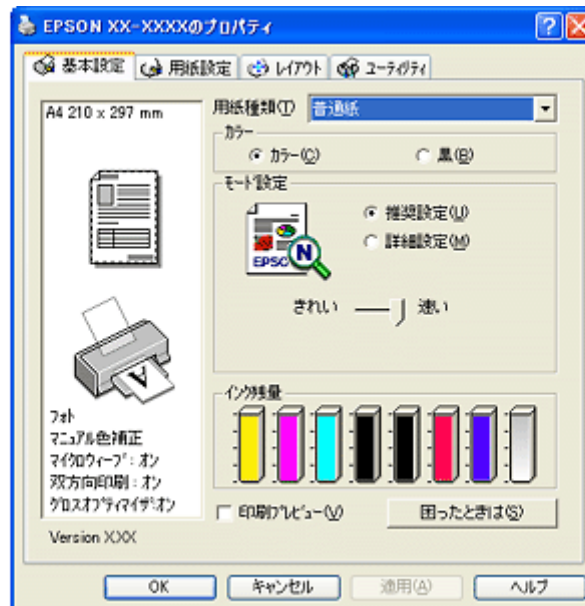 EPSON XX-XXXXのプロパティ
基本設定 用紙設定 レイアウト ユーティリティ
A4 210 x 297 mm
用紙種類(T) 普通紙
カラー
カラー(C) 黒(B)
モード設定
推奨設定(U)
詳細設定(M)
EPSON
N
きれい 速い
A
インク残量
フォト
マニュアル色補正
マイクロウィーブ：オン
双方向印刷：オン
グロスオプティマイザ：オン
印刷プレビュー(V) 困ったときは(S)
Version XXX
OK キャンセル 適用(A) ヘルプ